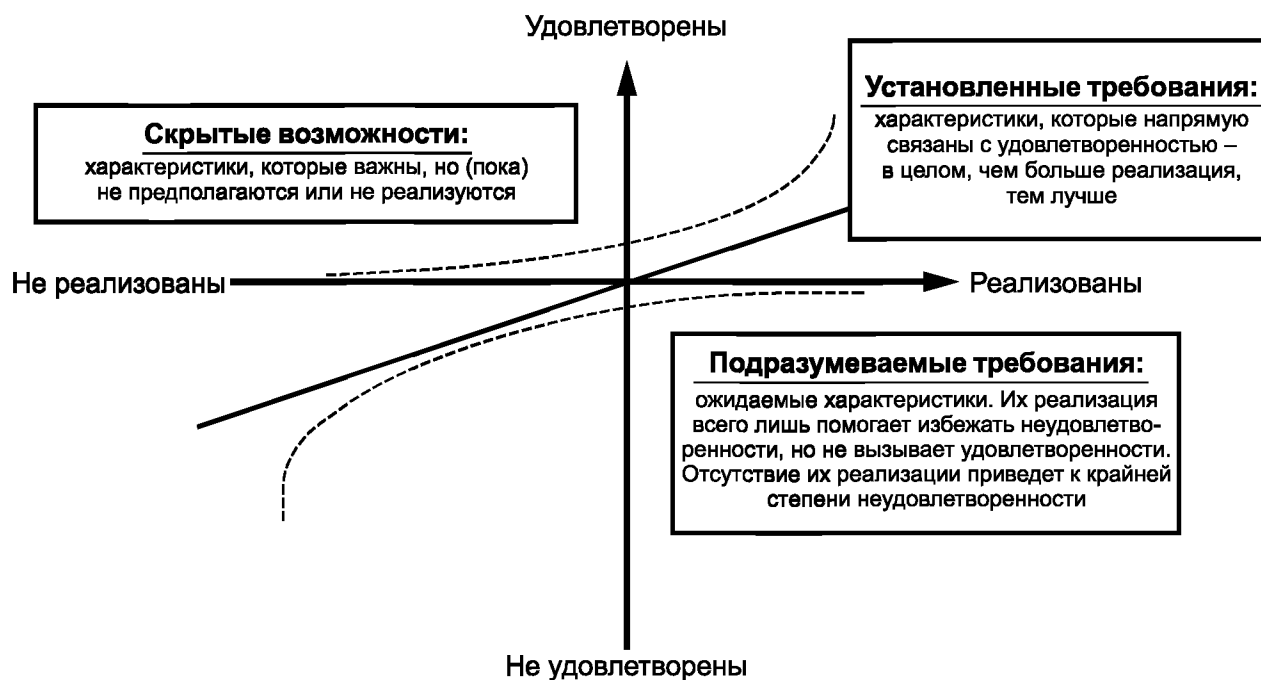 Удовлетворены
Скрытые возможности:
характеристики, которые важны, но (пока)
не предполагаются или не реализуются
Установленные требования:
характеристики, которые напрямую
связаны с удовлетворенностью –
в целом, чем больше реализация,
тем лучше
Не реализованы
Реализованы
Подразумеваемые требования:
ожидаемые характеристики. Их реализация
всего лишь помогает избежать неудовлетво-
ренности, но не вызывает удовлетворенности.
Отсутствие их реализации приведет к крайней
степени неудовлетворенности
Не удовлетворены